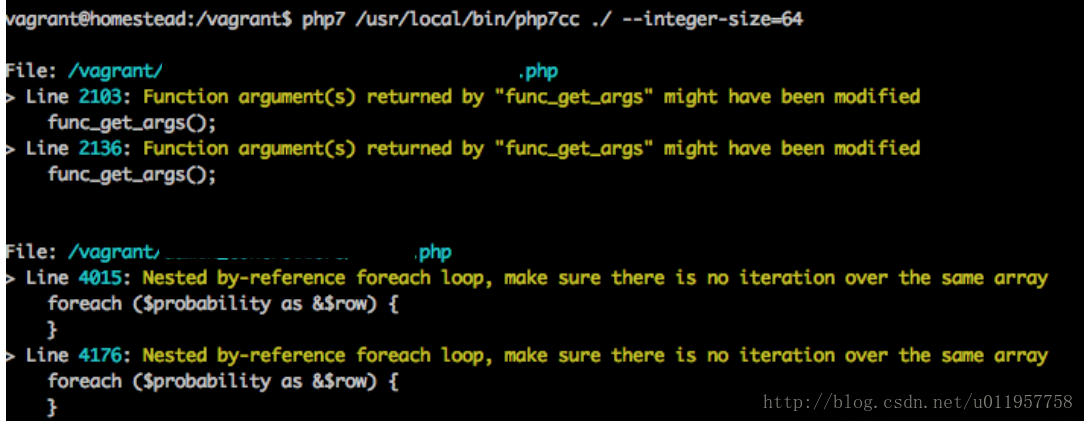 vagrant@homestead:/vagrant$ php7 /usr/local/bin/php7cc ./ --integer-size=64
File: /vagrant/ .php
> Line 2103: Function argument(s) returned by "func_get_args" might have been modified
func_get_args();
> Line 2136: Function argument(s) returned by "func_get_args" might have been modified
func_get_args();
File: /vagrant/ .php
> Line 4015: Nested by-reference foreach loop, make sure there is no iteration over the same array
foreach ($probability as &$row) {
}
> Line 4176: Nested by-reference foreach loop, make sure there is no iteration over the same array
foreach ($probability as &$row) {
}
http://blog.csdn.net/u011957758